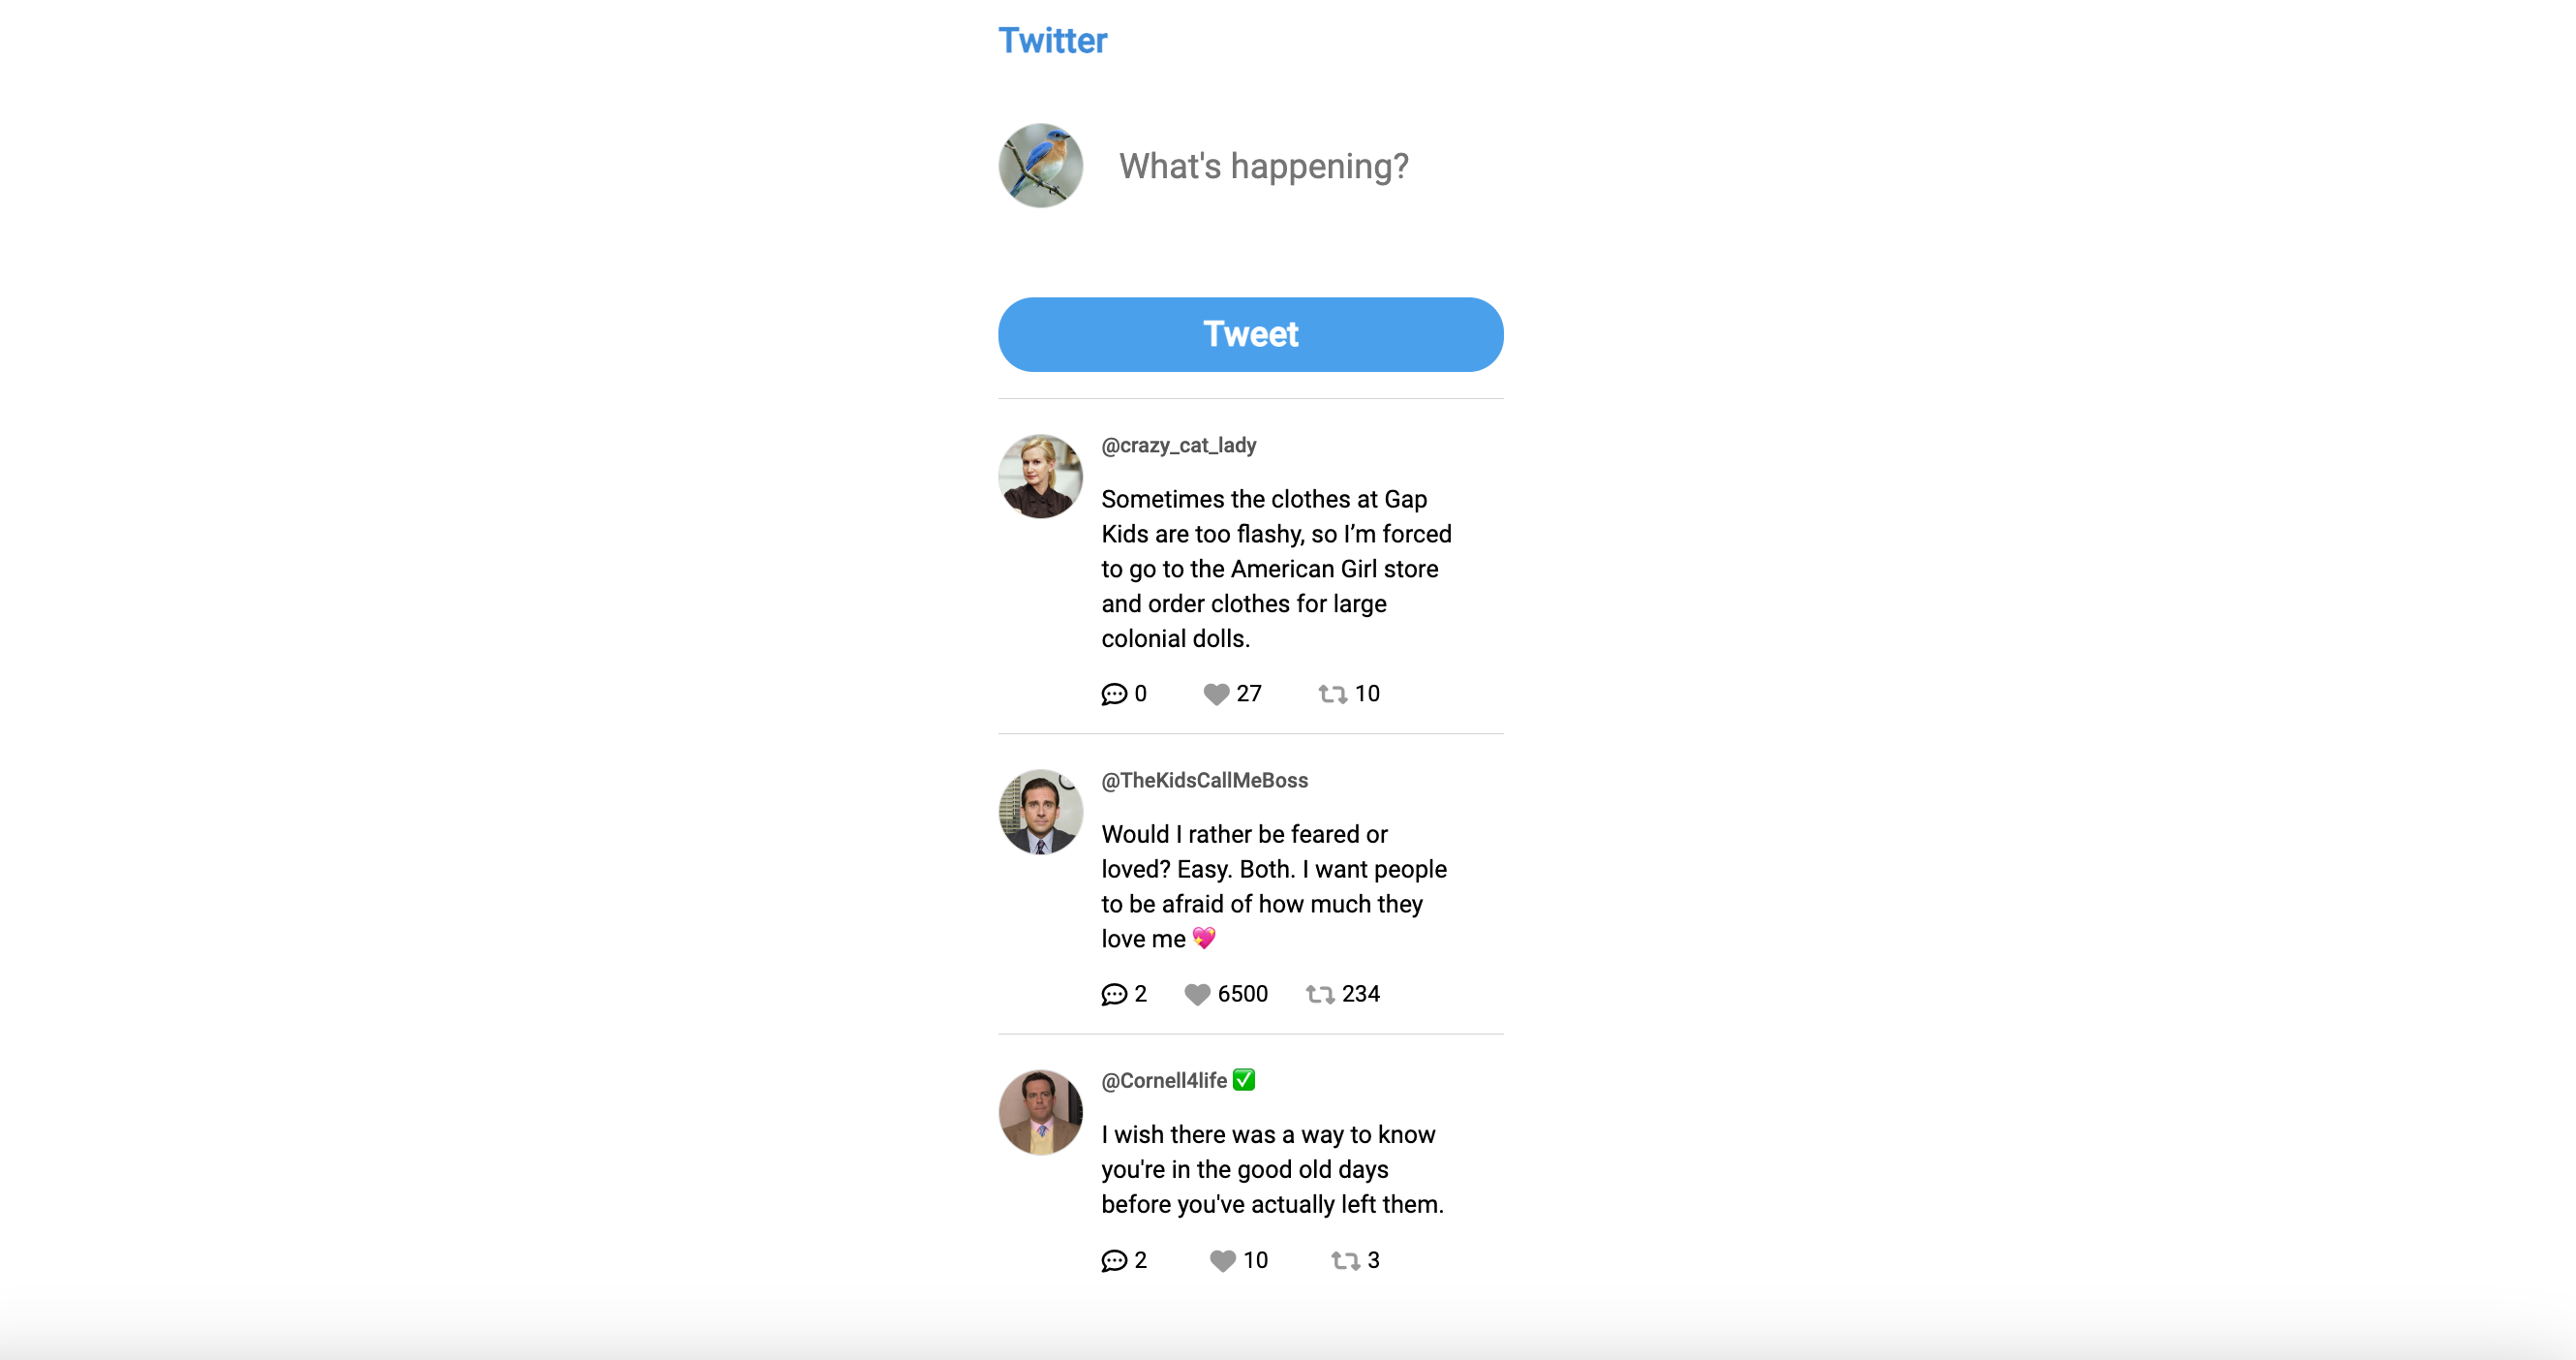 Twitter
What's happening?
Tweet
@crazy_cat_lady
Sometimes the clothes at Gap
Kids are too flashy, so I’m forced
to go to the American Girl store
and order clothes for large
colonial dolls.
0 27 10
@TheKidsCallMeBoss
Would I rather be feared or
loved? Easy. Both. I want people
to be afraid of how much they
love me 💖
2 6500 234
@Cornell4life ✅
I wish there was a way to know
you're in the good old days
before you've actually left them.
2 10 3